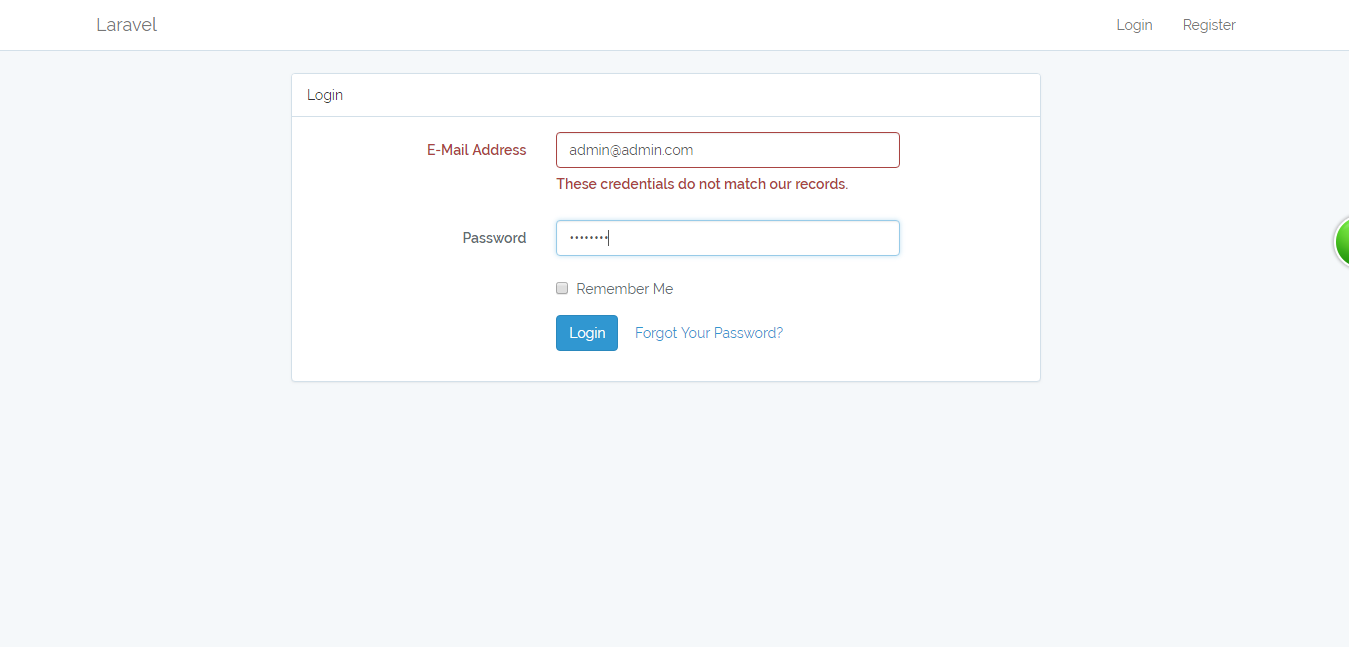 Laravel
Login
Register
Login
E-Mail Address
admin@admin.com
These credentials do not match our records.
Password
••••••••
Remember Me
Login
Forgot Your Password?